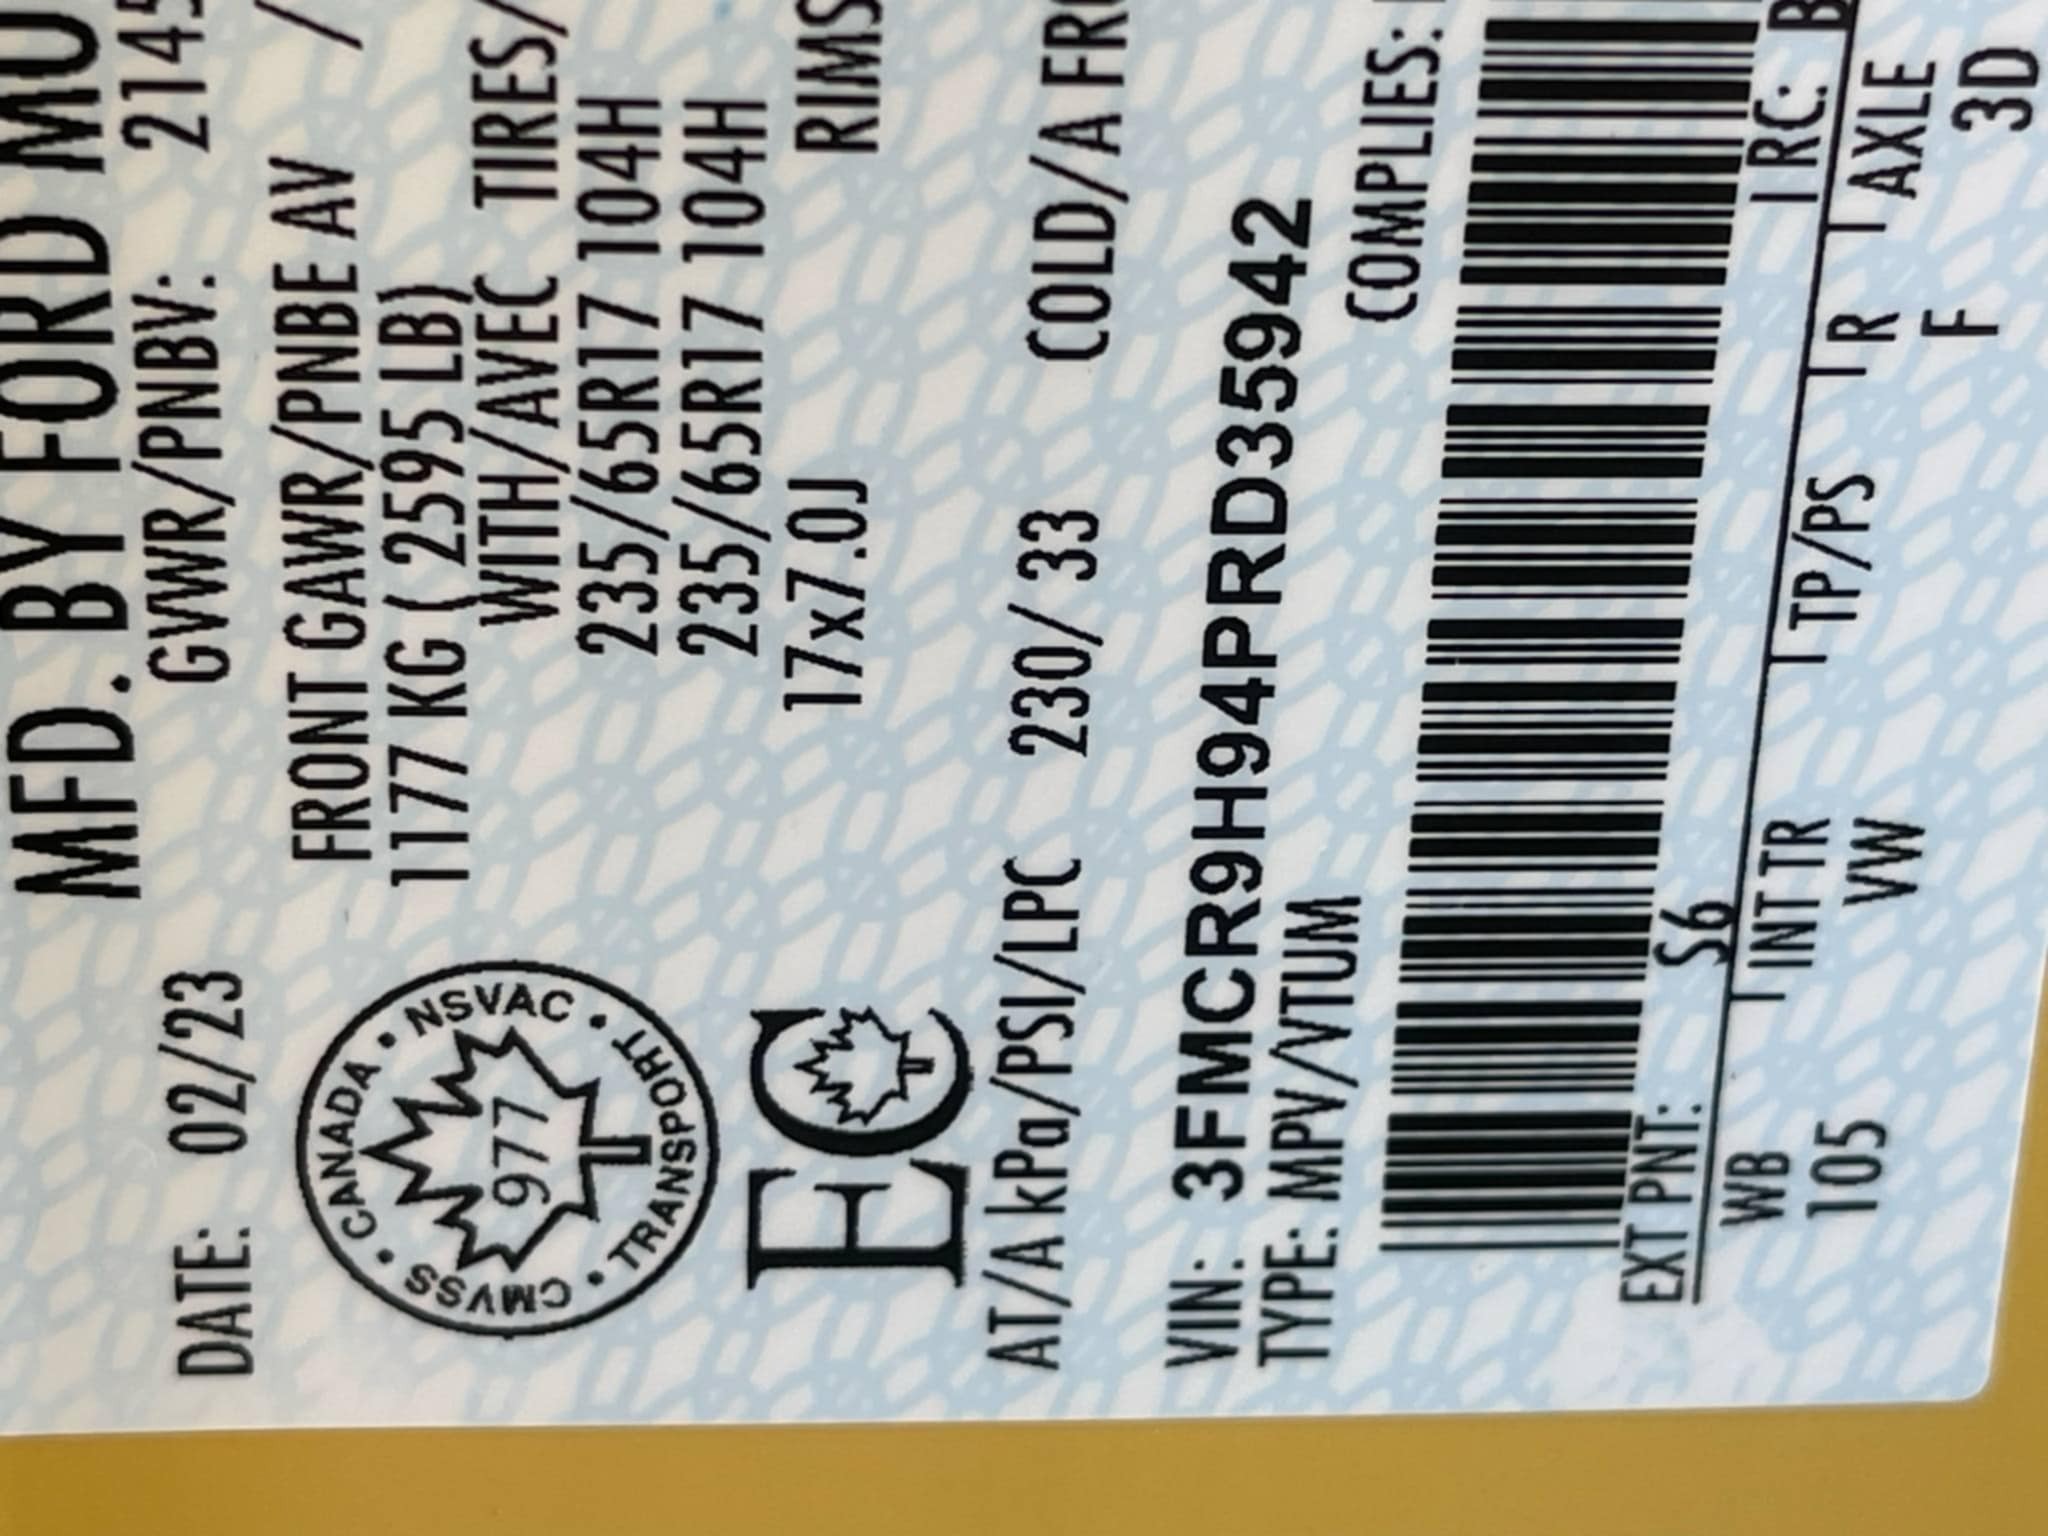 MFD. BY FORD MO
DATE: 02/23
GVWR/PNBV: 2145
FRONT GAWR/PNBE AV /
1177 KG ( 2595 LB)
WITH/AVEC TIRES/
235/65R17 104H
235/65R17 104H
17x7.0J RIMS
• CANADA • NSVAC • TRANSPORT • TRANSPORT • CMVSS
977
EC
AT/A kPa/PSI/LPC 230/ 33 COLD/A FRO
VIN: 3FMCR9H94PRD35942
TYPE: MPV/VTUM
COMPLIES:
EXT PNT: S6 RC: B
WB INT TR TP/PS R AXLE
105 VW F 3D